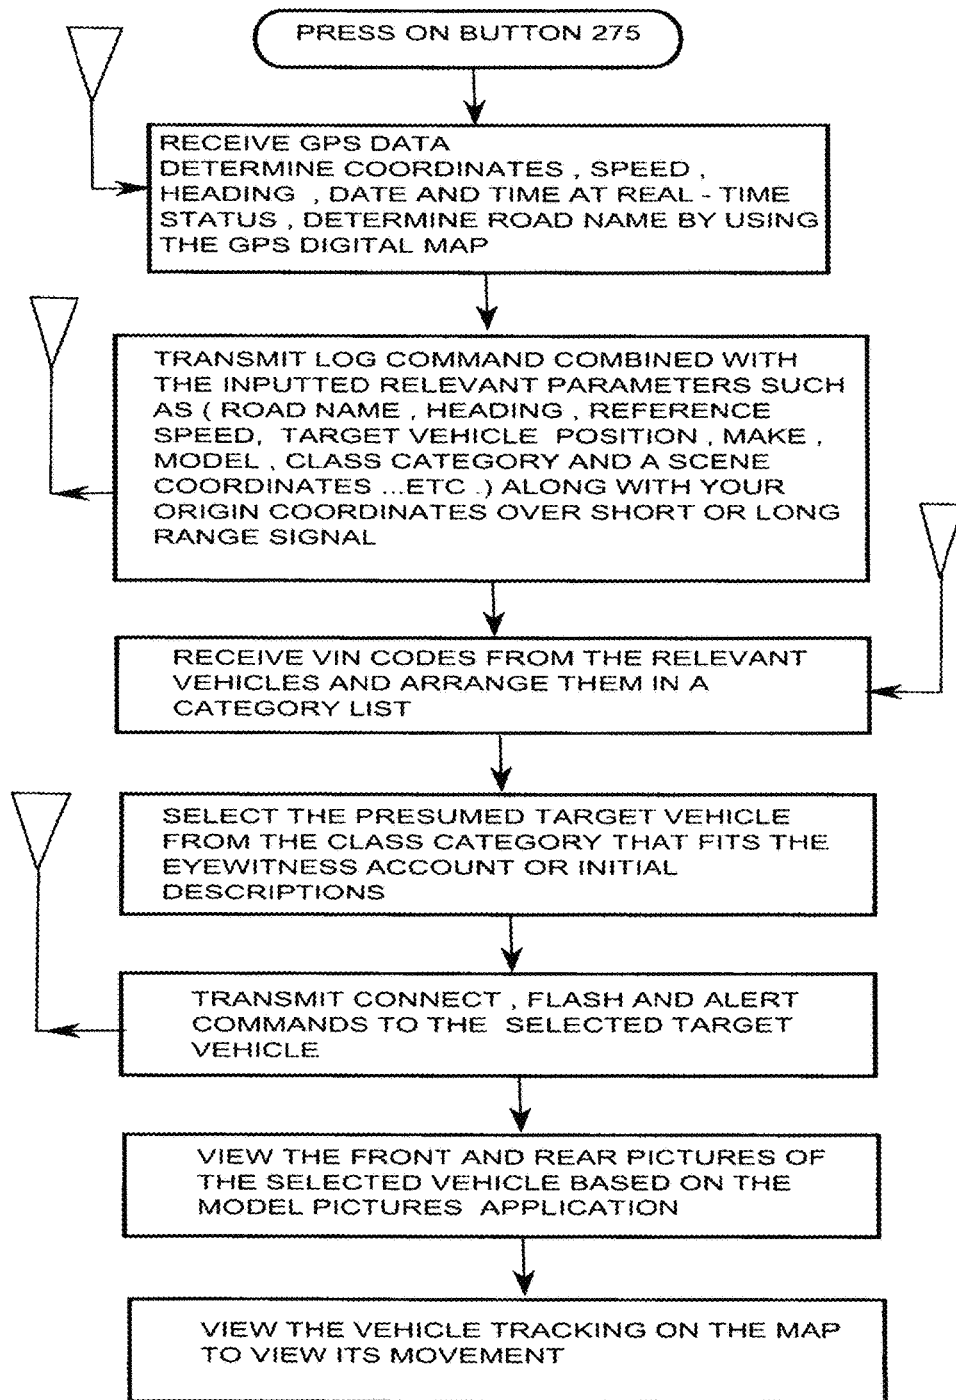 PRESS ON BUTTON 275
RECEIVE GPS DATA
DETERMINE COORDINATES , SPEED ,
HEADING , DATE AND TIME AT REAL - TIME
STATUS , DETERMINE ROAD NAME BY USING
THE GPS DIGITAL MAP
TRANSMIT LOG COMMAND COMBINED WITH
THE INPUTTED RELEVANT PARAMETERS SUCH
AS ( ROAD NAME , HEADING , REFERENCE
SPEED, TARGET VEHICLE POSITION , MAKE ,
MODEL , CLASS CATEGORY AND A SCENE
COORDINATES ...ETC .) ALONG WITH YOUR
ORIGIN COORDINATES OVER SHORT OR LONG
RANGE SIGNAL
RECEIVE VIN CODES FROM THE RELEVANT
VEHICLES AND ARRANGE THEM IN A
CATEGORY LIST
SELECT THE PRESUMED TARGET VEHICLE
FROM THE CLASS CATEGORY THAT FITS THE
EYEWITNESS ACCOUNT OR INITIAL
DESCRIPTIONS
TRANSMIT CONNECT , FLASH AND ALERT
COMMANDS TO THE SELECTED TARGET
VEHICLE
VIEW THE FRONT AND REAR PICTURES OF
THE SELECTED VEHICLE BASED ON THE
MODEL PICTURES APPLICATION
VIEW THE VEHICLE TRACKING ON THE MAP
TO VIEW ITS MOVEMENT